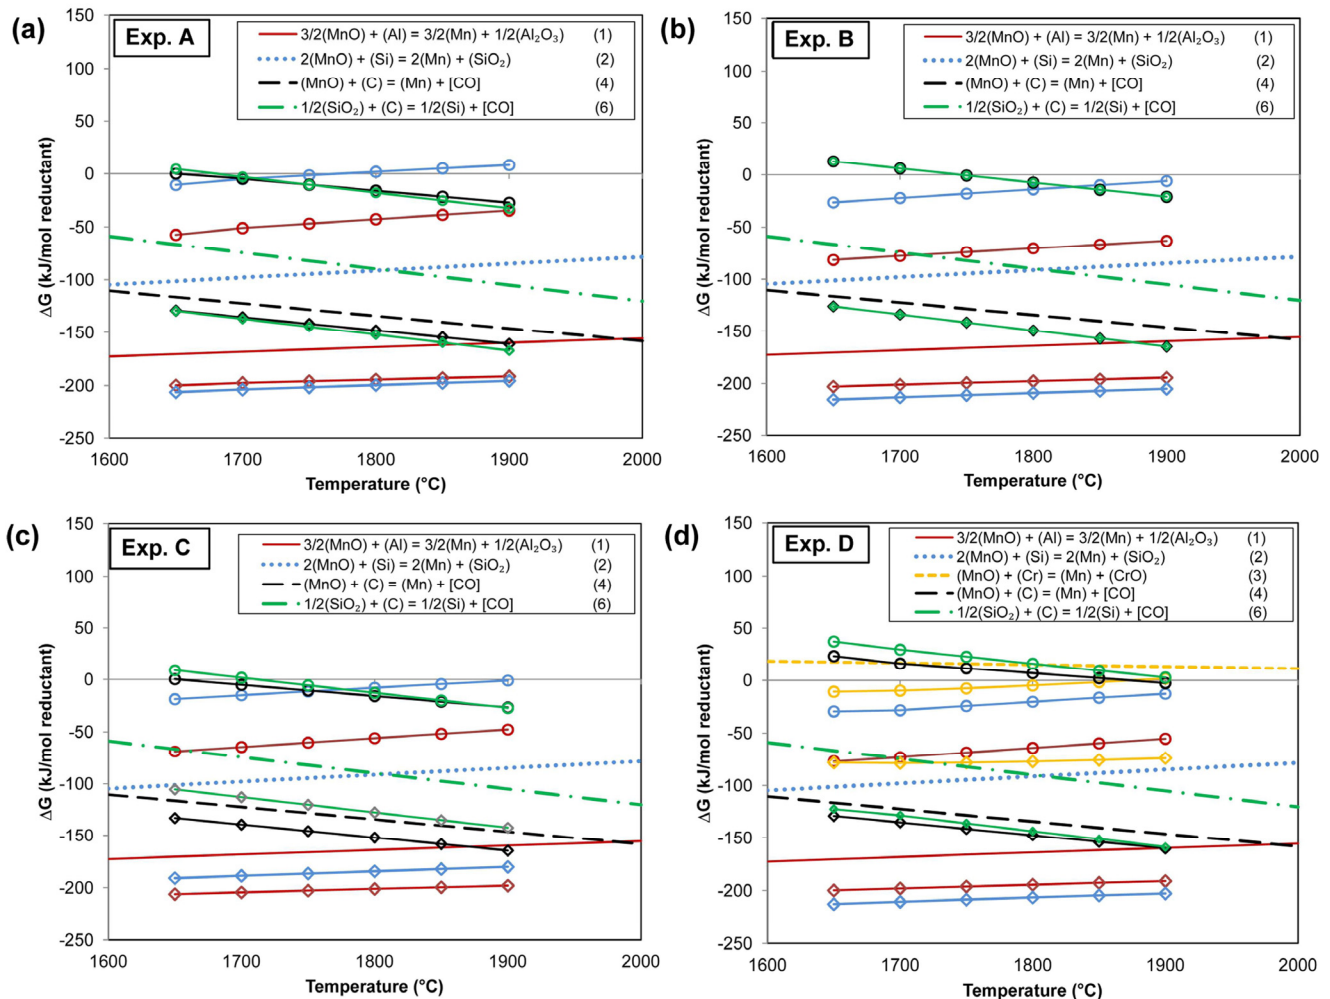 (a)
Exp. A
3/2(MnO) + (Al) = 3/2(Mn) + 1/2(Al₂O₃) (1)
2(MnO) + (Si) = 2(Mn) + (SiO₂) (2)
(MnO) + (C) = (Mn) + [CO] (4)
1/2(SiO₂) + (C) = 1/2(Si) + [CO] (6)
150
100
50
0
-50
-100
-150
-200
-250
ΔG (kJ/mol reductant)
1600 1700 1800 1900 2000
Temperature (°C)
(b)
Exp. B
3/2(MnO) + (Al) = 3/2(Mn) + 1/2(Al₂O₃) (1)
2(MnO) + (Si) = 2(Mn) + (SiO₂) (2)
(MnO) + (C) = (Mn) + [CO] (4)
1/2(SiO₂) + (C) = 1/2(Si) + [CO] (6)
150
100
50
0
-50
-100
-150
-200
-250
ΔG (kJ/mol reductant)
1600 1700 1800 1900 2000
Temperature (°C)
(c)
Exp. C
3/2(MnO) + (Al) = 3/2(Mn) + 1/2(Al₂O₃) (1)
2(MnO) + (Si) = 2(Mn) + (SiO₂) (2)
(MnO) + (C) = (Mn) + [CO] (4)
1/2(SiO₂) + (C) = 1/2(Si) + [CO] (6)
150
100
50
0
-50
-100
-150
-200
-250
ΔG (kJ/mol reductant)
1600 1700 1800 1900 2000
Temperature (°C)
(d)
Exp. D
3/2(MnO) + (Al) = 3/2(Mn) + 1/2(Al₂O₃) (1)
2(MnO) + (Si) = 2(Mn) + (SiO₂) (2)
(MnO) + (Cr) = (Mn) + (CrO) (3)
(MnO) + (C) = (Mn) + [CO] (4)
1/2(SiO₂) + (C) = 1/2(Si) + [CO] (6)
150
100
50
0
-50
-100
-150
-200
-250
ΔG (kJ/mol reductant)
1600 1700 1800 1900 2000
Temperature (°C)